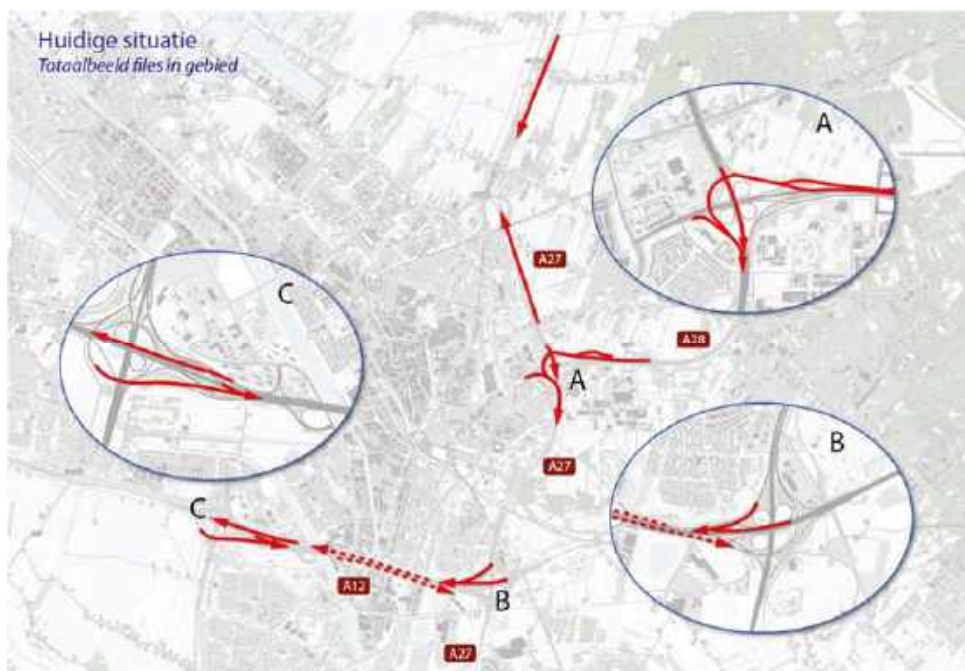 Huidige situatie
Totaalbeeld files in gebied
A
A27
C
A28
A
A27
B
C
A12
B
A27